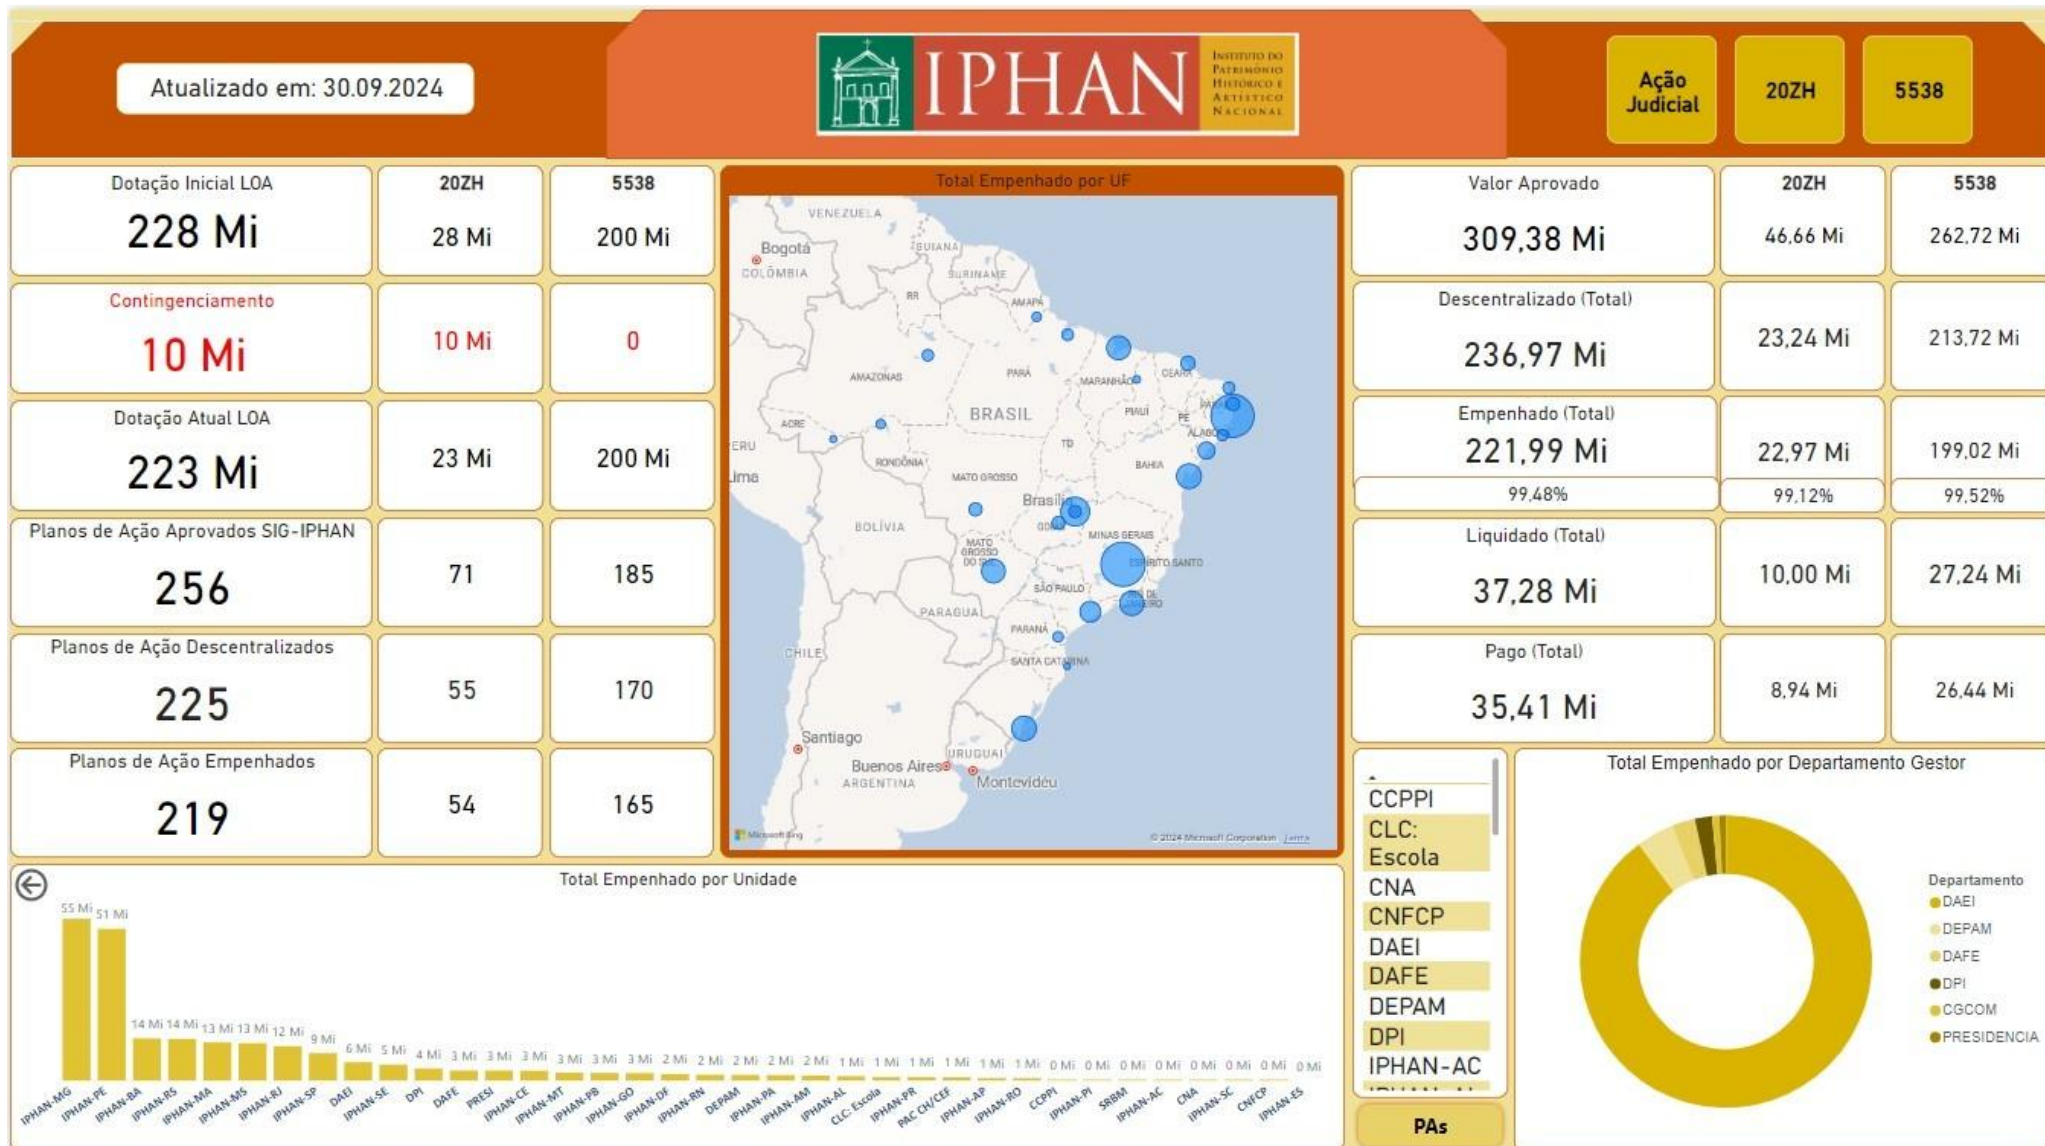 Atualizado em: 30.09.2024
IPHAN
INSTITUTO DO
PATRIMÔNIO
HISTÓRICO E
ARTÍSTICO
NACIONAL
Ação
Judicial
20ZH
5538
Dotação Inicial LOA
228 Mi
20ZH
28 Mi
5538
200 Mi
Contingenciamento
10 Mi
10 Mi
0
Dotação Atual LOA
223 Mi
23 Mi
200 Mi
Planos de Ação Aprovados SIG-IPHAN
256
71
185
Planos de Ação Descentralizados
225
55
170
Planos de Ação Empenhados
219
54
165
Total Empenhado por UF
VENEZUELA
Bogotá
COLÔMBIA
GUIANA
SURINAME
RR
AMAPÁ
AMAZONAS
PARÁ
MARANHÃO
CEARÁ
BRASIL
PIAUÍ
PE
ACRE
TO
RONDÔNIA
BAHIA
MATO GROSSO
Brasília
BOLÍVIA
MINAS GERAIS
MATO
GROSSO
DO SUL
ESPÍRITO SANTO
SÃO PAULO
PARAGUAI
PARANÁ
CHILE
SANTA CATARINA
Santiago
URUGUAI
Buenos Aires
ARGENTINA
Montevidéu
Microsoft Bing
© 2024 Microsoft Corporation
Valor Aprovado
309,38 Mi
20ZH
46,66 Mi
5538
262,72 Mi
Descentralizado (Total)
236,97 Mi
23,24 Mi
213,72 Mi
Empenhado (Total)
221,99 Mi
22,97 Mi
199,02 Mi
99,48%
99,12%
99,52%
Liquidado (Total)
37,28 Mi
10,00 Mi
27,24 Mi
Pago (Total)
35,41 Mi
8,94 Mi
26,44 Mi
CCPPI
CLC:
Escola
CNA
CNFCP
DAEI
DAFE
DEPAM
DPI
IPHAN-AC
PAs
Total Empenhado por Departamento Gestor
Departamento
DAEI
DEPAM
DAFE
DPI
CGCOM
PRESIDENCIA
Total Empenhado por Unidade
55 Mi 51 Mi 14 Mi 14 Mi 13 Mi 13 Mi 12 Mi 9 Mi 6 Mi 5 Mi 4 Mi 3 Mi 3 Mi 3 Mi 3 Mi 3 Mi 3 Mi 2 Mi 2 Mi 2 Mi 2 Mi 2 Mi 1 Mi 1 Mi 1 Mi 1 Mi 1 Mi 1 Mi 0 Mi 0 Mi 0 Mi 0 Mi 0 Mi 0 Mi 0 Mi 0 Mi
IPHAN-MG IPHAN-PE IPHAN-BA IPHAN-RS IPHAN-MA IPHAN-MS IPHAN-RJ IPHAN-SP DAEI IPHAN-SE DPI DAFE PRESI IPHAN-CE IPHAN-MT IPHAN-PB IPHAN-GO IPHAN-DF IPHAN-RN DEPAM IPHAN-PA IPHAN-AM IPHAN-AL CLC: Escola IPHAN-PR PAC CH/CEF IPHAN-AP IPHAN-RO CCPPI IPHAN-PI SRBM IPHAN-AC CNA IPHAN-SC CNFCP IPHAN-ES